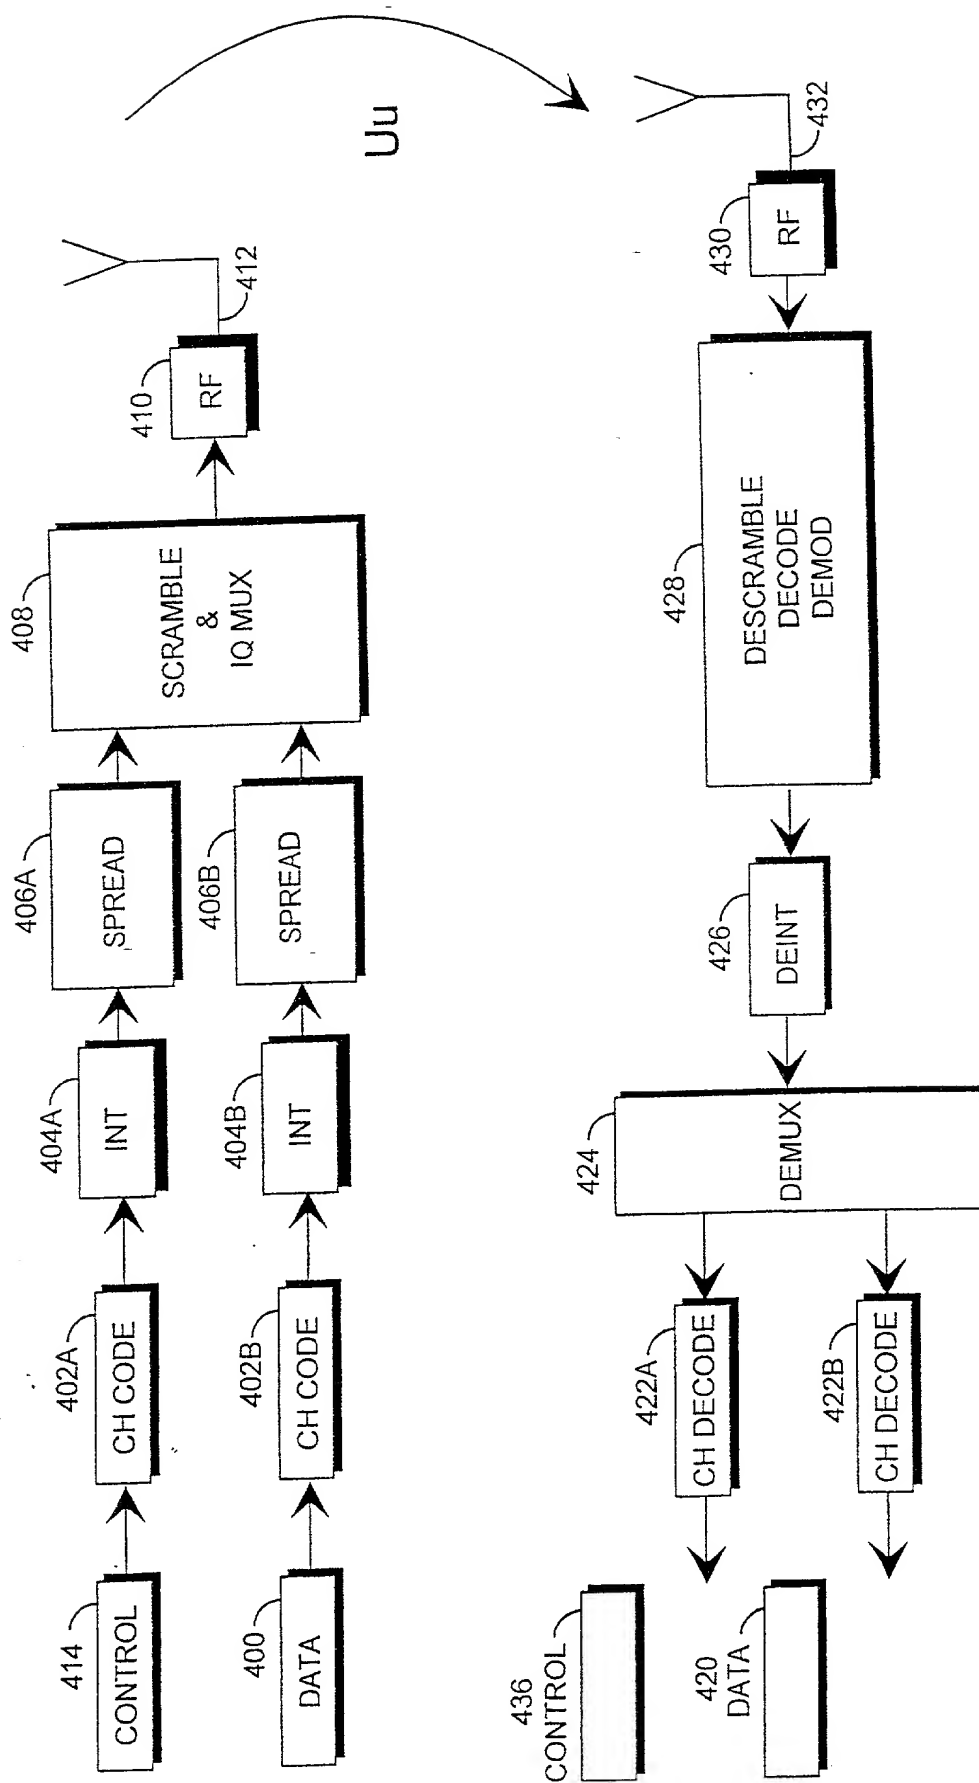 414
CONTROL
402A
CH CODE
404A
INT
406A
SPREAD
408
SCRAMBLE
&
IQ MUX
410
RF
412
400
DATA
402B
CH CODE
404B
INT
406B
SPREAD
Uu
436
CONTROL
420
DATA
422A
CH DECODE
422B
CH DECODE
424
DEMUX
426
DEINT
428
DESCRAMBLE
DECODE
DEMOD
430
RF
432